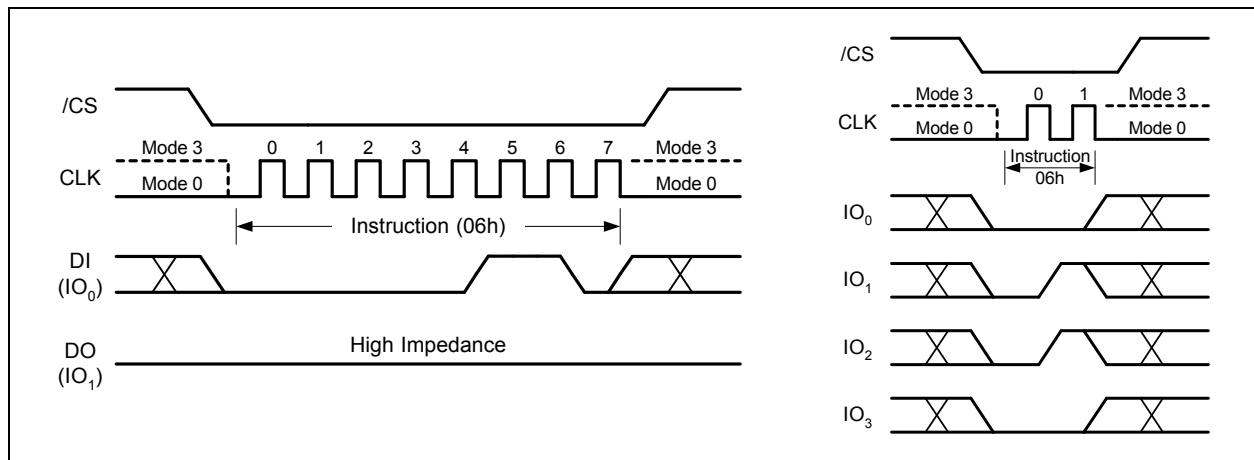 /CS
Mode 3 0 1 2 3 4 5 6 7 Mode 3
CLK Mode 0 Mode 0
Instruction (06h)
DI
(IO₀)
High Impedance
DO
(IO₁)
/CS
Mode 3 0 1 Mode 3
CLK Mode 0 Mode 0
Instruction
06h
IO₀
IO₁
IO₂
IO₃